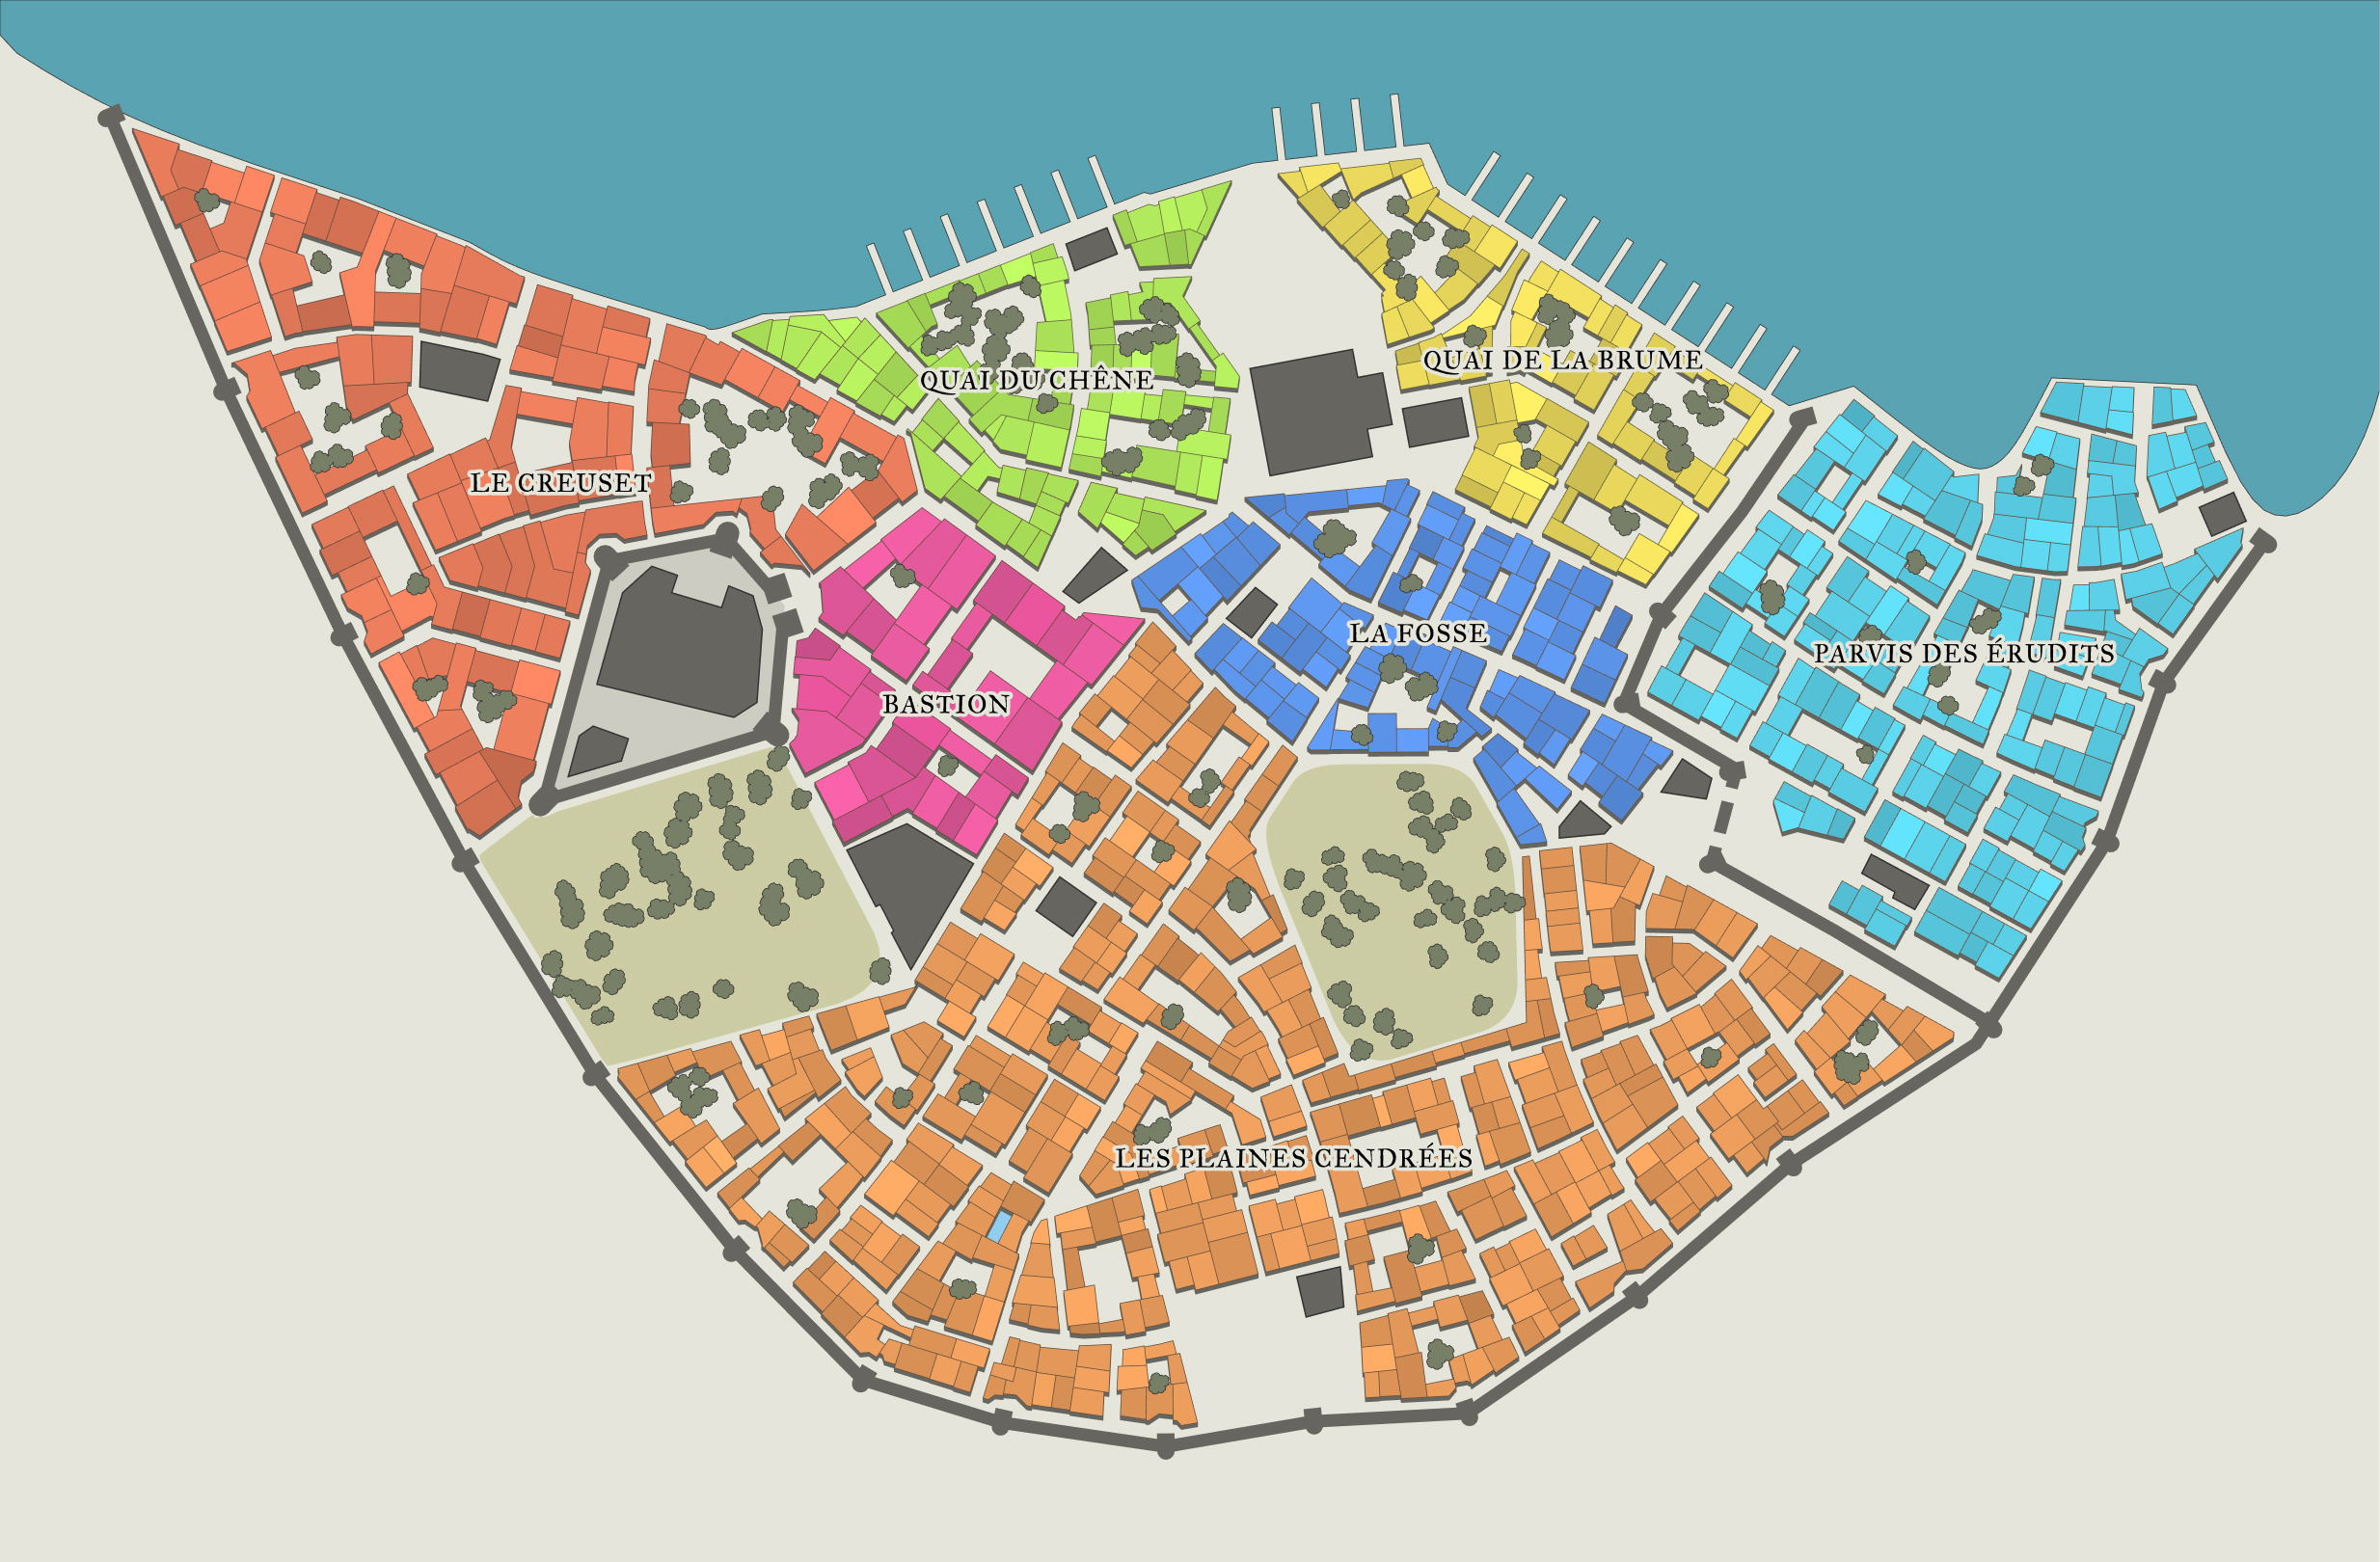 QUAI DE LA BRUME
QUAI DU CHÊNE
LE CREUSET
LA FOSSE
PARVIS DES ÉRUDITS
BASTION
LES PLAINES CENDRÉES